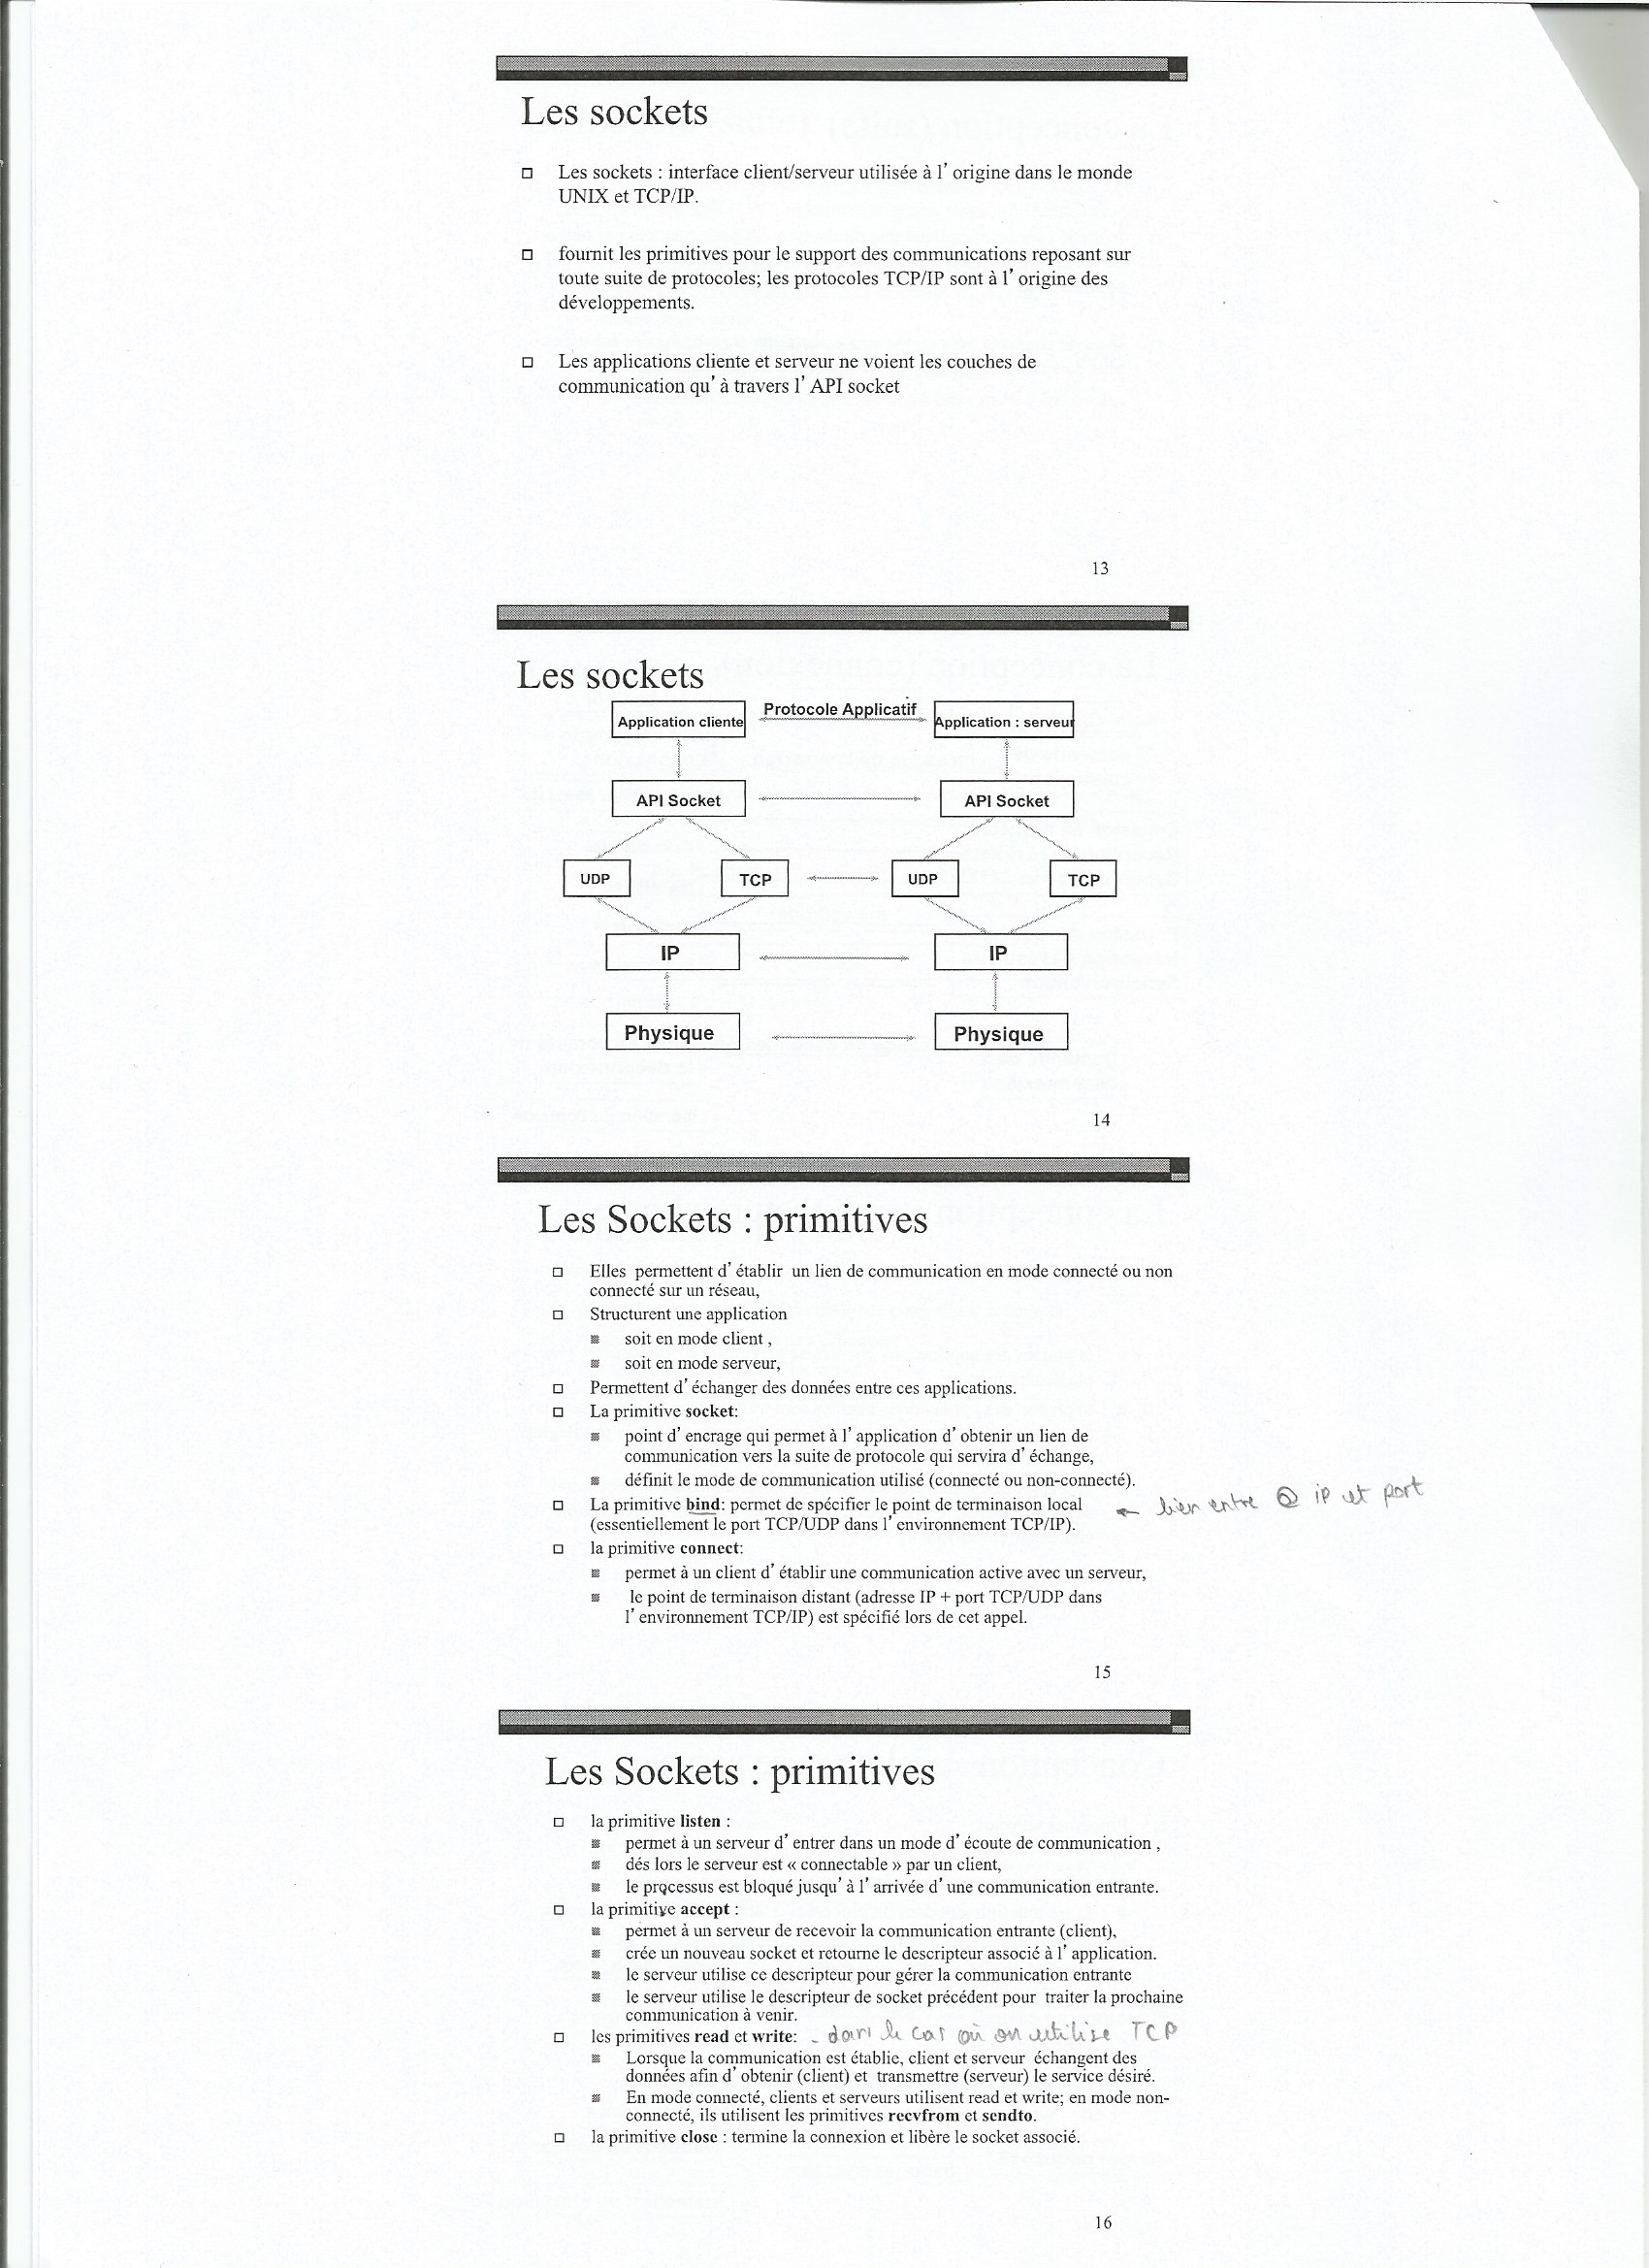 Les sockets
Les sockets : interface client/serveur utilisée à l' origine dans le monde
UNIX et TCP/IP.
fournit les primitives pour le support des communications reposant sur
toute suite de protocoles; les protocoles TCP/IP sont à l' origine des
développements.
Les applications cliente et serveur ne voient les couches de
communication qu' à travers l' API socket
13
Les sockets
Application cliente Protocole Applicatif Application : serveur
API Socket API Socket
UDP TCP UDP TCP
IP IP
Physique Physique
14
Les Sockets : primitives
Elles permettent d' établir un lien de communication en mode connecté ou non
connecté sur un réseau,
Structurent une application
soit en mode client ,
soit en mode serveur,
Permettent d' échanger des données entre ces applications.
La primitive socket:
point d' encrage qui permet à l' application d' obtenir un lien de
communication vers la suite de protocole qui servira d' échange,
définit le mode de communication utilisé (connecté ou non-connecté).
La primitive bind: permet de spécifier le point de terminaison local ← lien entre @ ip et port
(essentiellement le port TCP/UDP dans l' environnement TCP/IP).
la primitive connect:
permet à un client d' établir une communication active avec un serveur,
le point de terminaison distant (adresse IP + port TCP/UDP dans
l' environnement TCP/IP) est spécifié lors de cet appel.
15
Les Sockets : primitives
la primitive listen :
permet à un serveur d' entrer dans un mode d' écoute de communication ,
dés lors le serveur est « connectable » par un client,
le processus est bloqué jusqu' à l' arrivée d' une communication entrante.
la primitive accept :
permet à un serveur de recevoir la communication entrante (client),
crée un nouveau socket et retourne le descripteur associé à l' application.
le serveur utilise ce descripteur pour gérer la communication entrante
le serveur utilise le descripteur de socket précédent pour traiter la prochaine
communication à venir.
les primitives read et write: - dans le cas où on utilise TCP
Lorsque la communication est établie, client et serveur échangent des
données afin d' obtenir (client) et transmettre (serveur) le service désiré.
En mode connecté, clients et serveurs utilisent read et write; en mode non-
connecté, ils utilisent les primitives recvfrom et sendto.
la primitive close : termine la connexion et libère le socket associé.
16